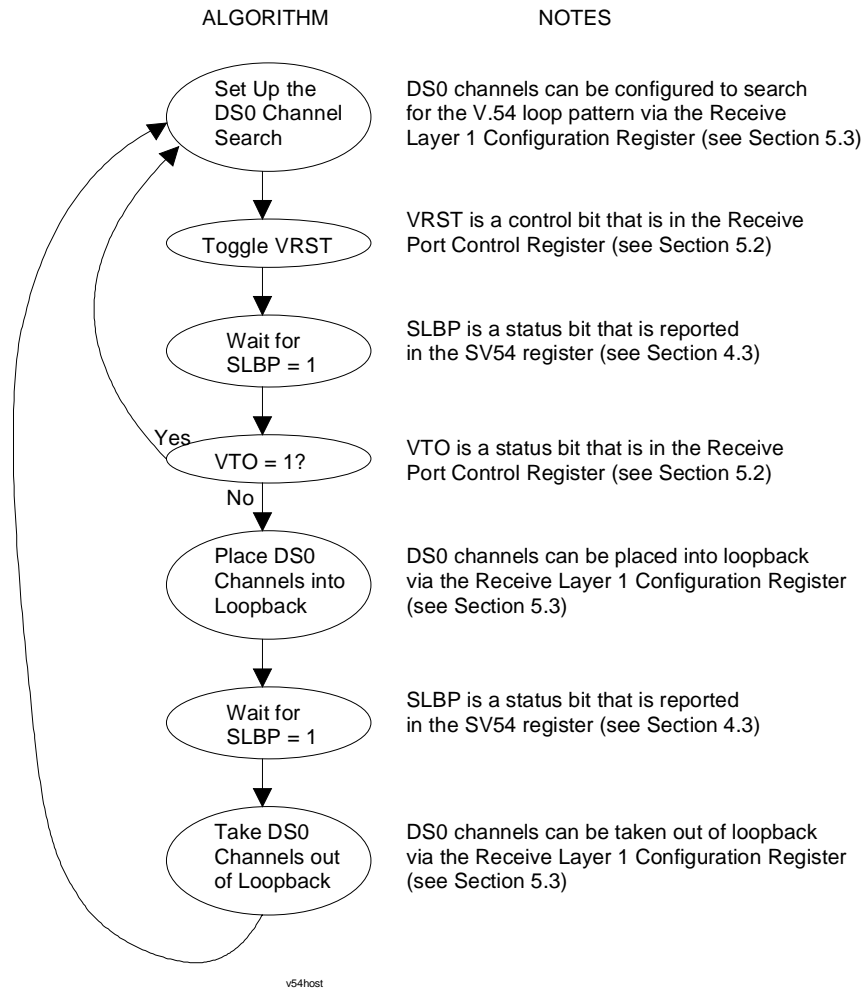 ALGORITHM NOTES
Set Up the
DS0 Channel
Search
DS0 channels can be configured to search
for the V.54 loop pattern via the Receive
Layer 1 Configuration Register (see Section 5.3)
Toggle VRST
VRST is a control bit that is in the Receive
Port Control Register (see Section 5.2)
Wait for
SLBP = 1
SLBP is a status bit that is reported
in the SV54 register (see Section 4.3)
Yes
VTO = 1?
No
VTO is a status bit that is in the Receive
Port Control Register (see Section 5.2)
Place DS0
Channels into
Loopback
DS0 channels can be placed into loopback
via the Receive Layer 1 Configuration Register
(see Section 5.3)
Wait for
SLBP = 1
SLBP is a status bit that is reported
in the SV54 register (see Section 4.3)
Take DS0
Channels out
of Loopback
DS0 channels can be taken out of loopback
via the Receive Layer 1 Configuration Register
(see Section 5.3)
v54host